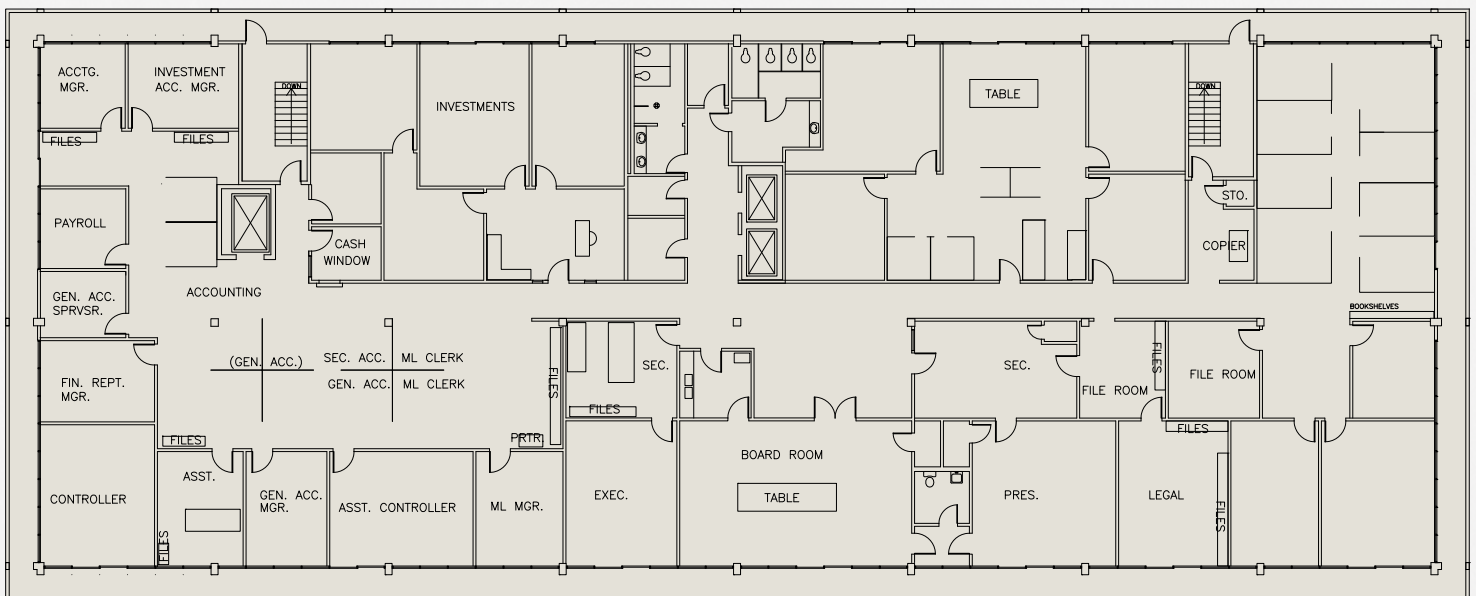 ACCTG.
MGR.
INVESTMENT
ACC. MGR.
FILES
FILES
DOWN
INVESTMENTS
TABLE
DOWN
STO.
COPIER
PAYROLL
CASH
WINDOW
GEN. ACC.
SPRVSR.
ACCOUNTING
BOOKSHELVES
(GEN. ACC.)
SEC. ACC.
ML CLERK
GEN. ACC.
ML CLERK
FILES
SEC.
FILES
SEC.
FILE ROOM
FILES
FILE ROOM
FIN. REPT.
MGR.
FILES
PRTR.
FILES
CONTROLLER
ASST.
FILES
GEN. ACC.
MGR.
ASST. CONTROLLER
ML MGR.
EXEC.
BOARD ROOM
TABLE
PRES.
LEGAL
FILES